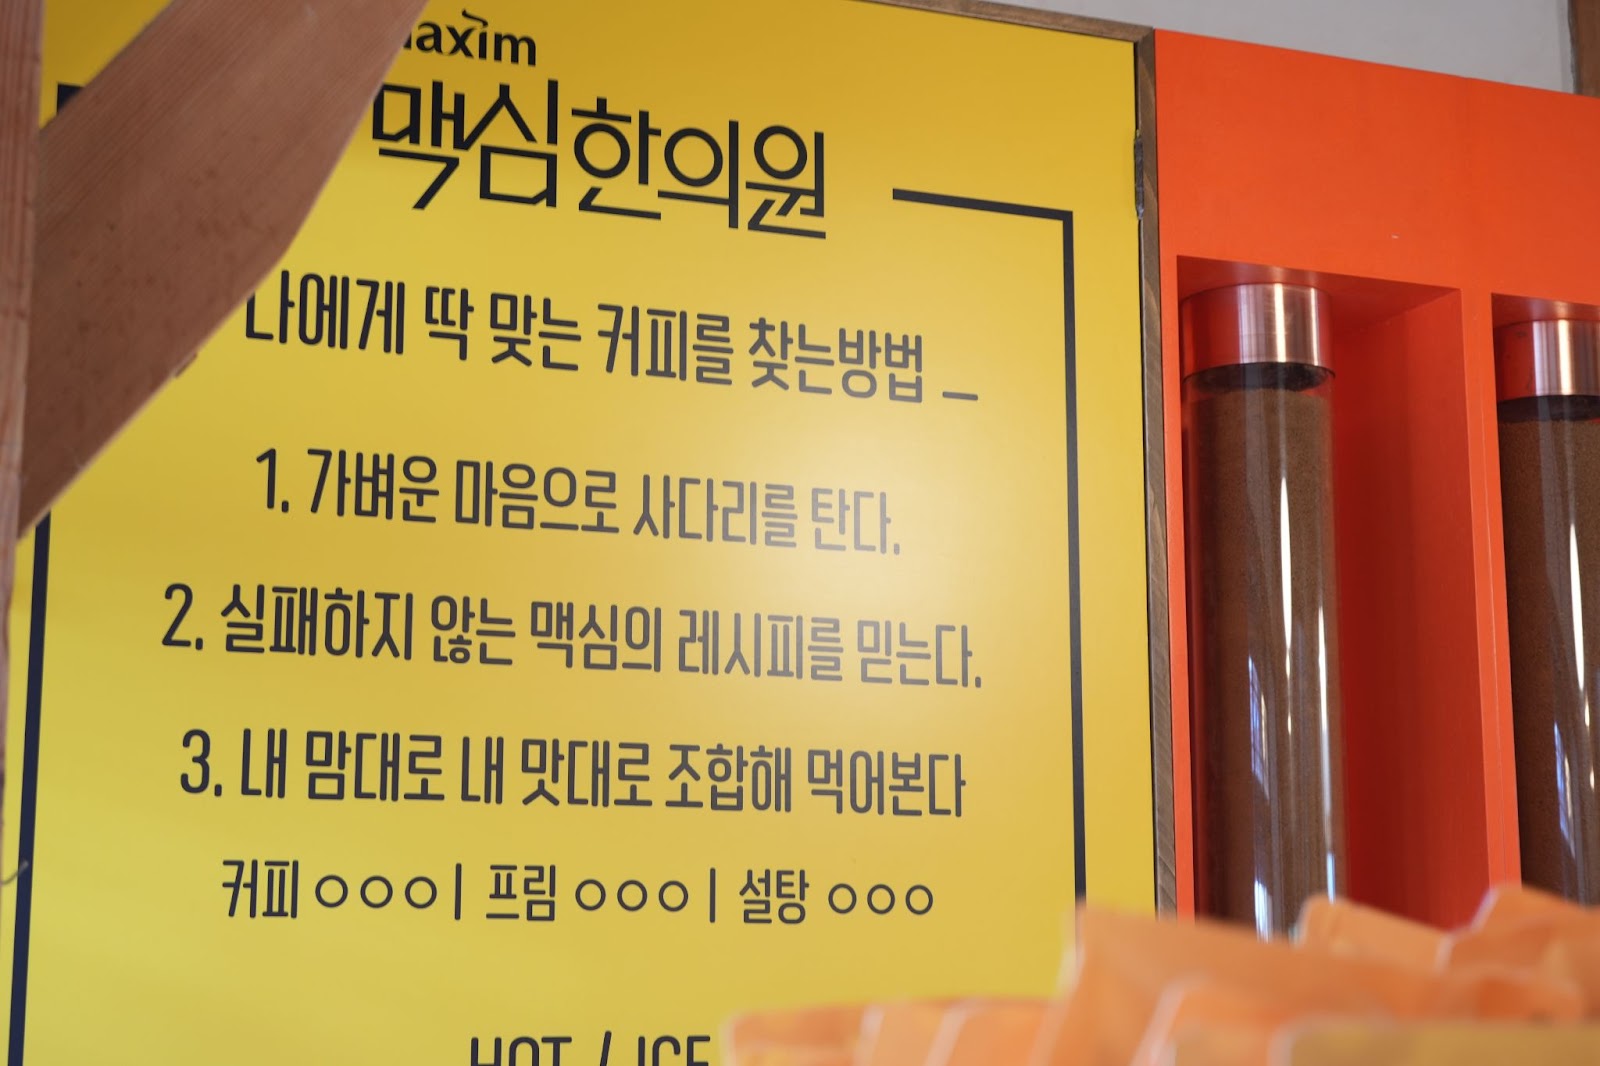 maxim
맥심한의원
나에게 딱 맞는 커피를 찾는방법 –
1. 가벼운 마음으로 사다리를 탄다.
2. 실패하지 않는 맥심의 레시피를 믿는다.
3. 내 맘대로 내 맛대로 조합해 먹어본다
커피 ○○○ | 프림 ○○○ | 설탕 ○○○
HOT / ICE